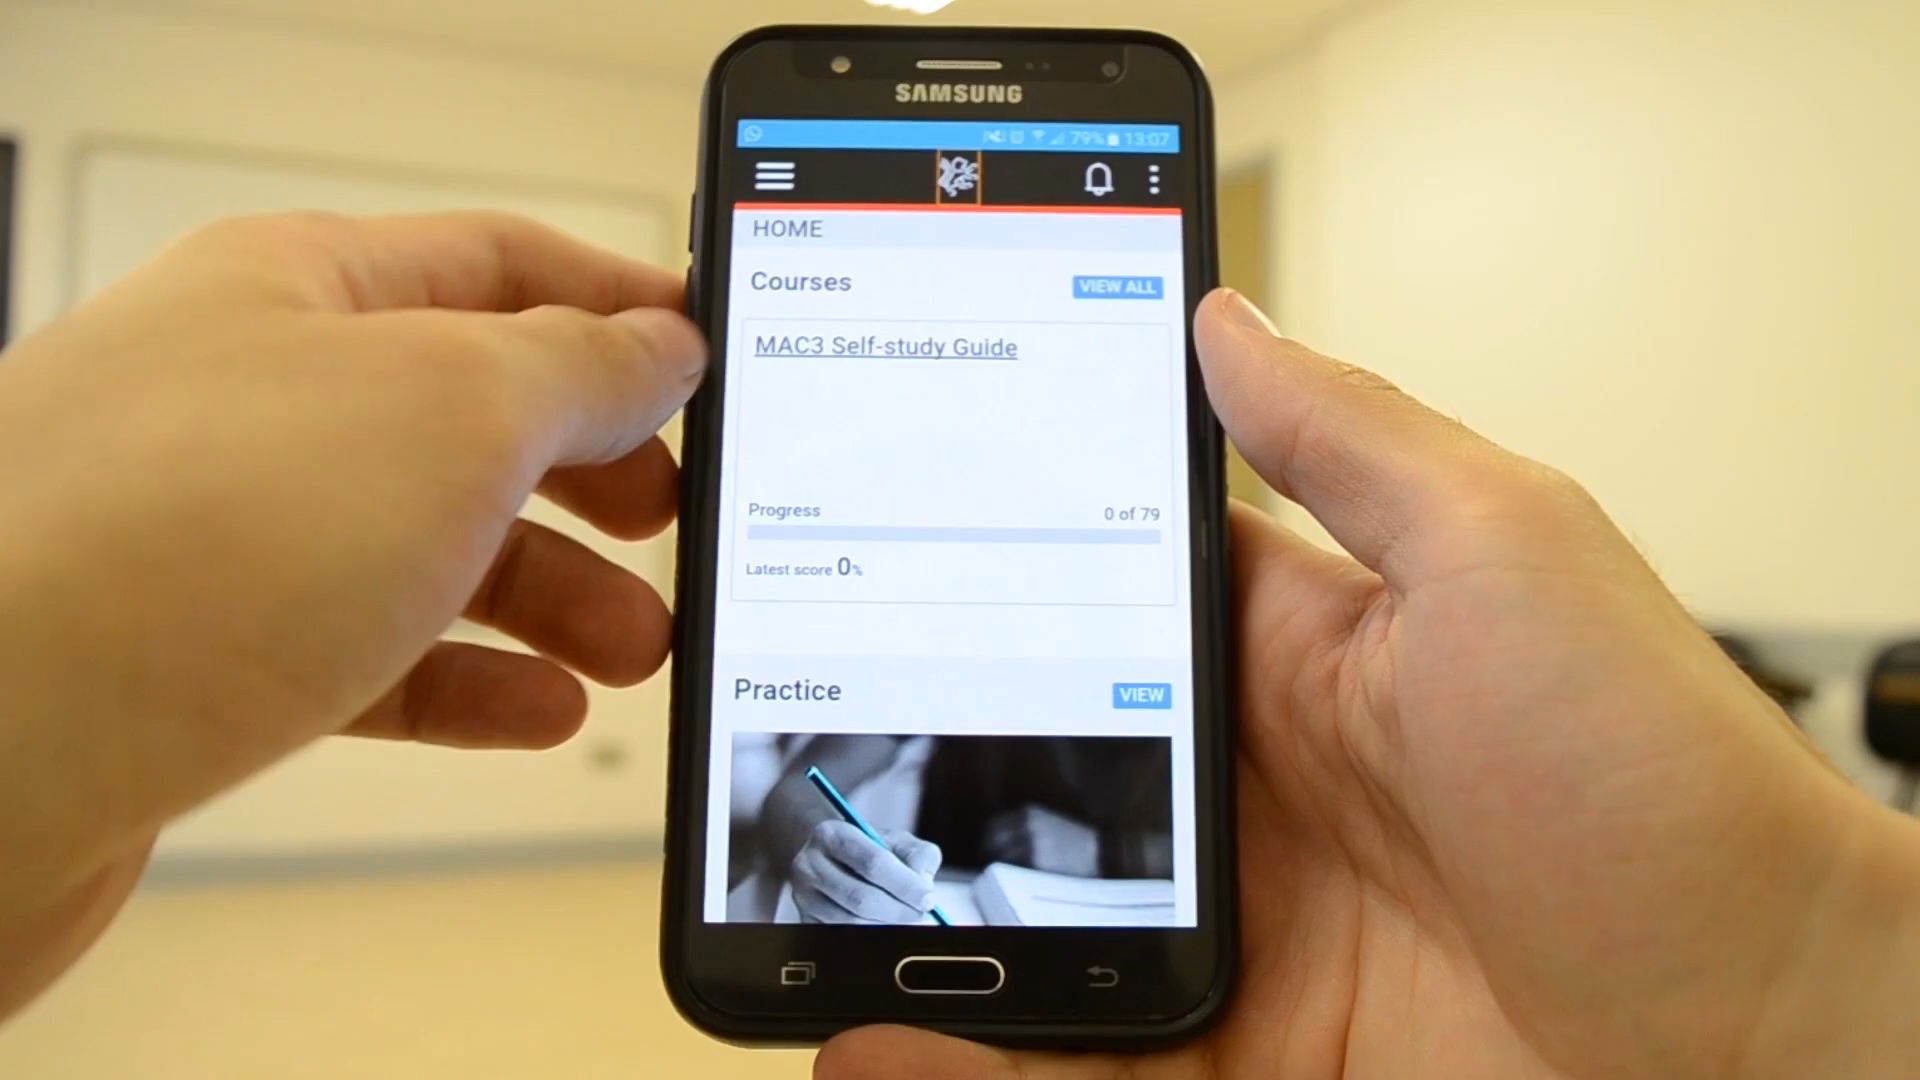 SAMSUNG
79% 13:07
HOME
Courses
VIEW ALL
MAC3 Self-study Guide
Progress
0 of 79
Latest score 0%
Practice
VIEW